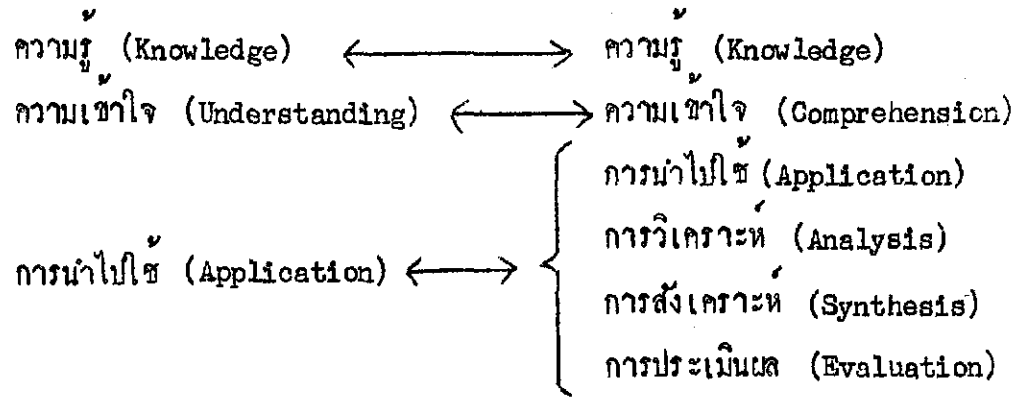 ความรู้ (Knowledge) ⟷ ความรู้ (Knowledge)
ความเข้าใจ (Understanding) ⟷ ความเข้าใจ (Comprehension)
การนำไปใช้ (Application)
การวิเคราะห์ (Analysis)
การนำไปใช้ (Application) ⟷
การสังเคราะห์ (Synthesis)
การประเมินผล (Evaluation)